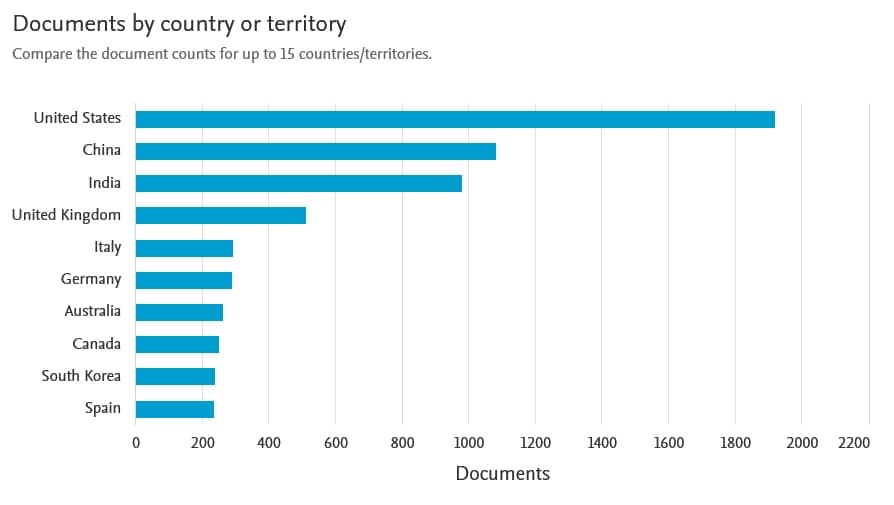 Documents by country or territory
Compare the document counts for up to 15 countries/territories.
United States
China
India
United Kingdom
Italy
Germany
Australia
Canada
South Korea
Spain
0 200 400 600 800 1000 1200 1400 1600 1800 2000 2200
Documents